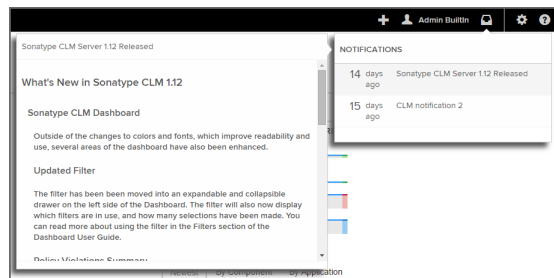 Admin BuiltIn
Sonatype CLM Server 1.12 Released
What's New in Sonatype CLM 1.12
Sonatype CLM Dashboard
Outside of the changes to colors and fonts, which improve readability and
use, several areas of the dashboard have also been enhanced.
Updated Filter
The filter has been been moved into an expandable and collapsible
drawer on the left side of the Dashboard. The filter will also now display
which filters are in use, and how many selections have been made. You
can read more about using the filter in the Filters section of the
Dashboard User Guide.
Policy Violations Summary
NOTIFICATIONS
14 days ago Sonatype CLM Server 1.12 Released
15 days ago CLM notification 2
Newest By Component By Application